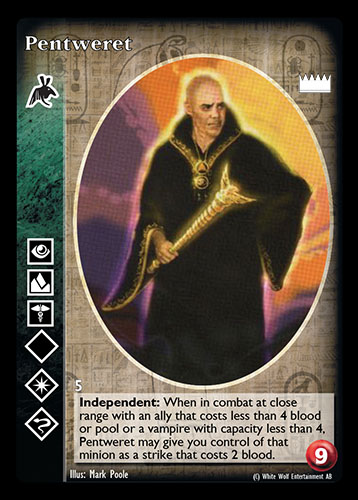 Pentweret
5
Independent: When in combat at close
range with an ally that costs less than 4 blood
or pool or a vampire with capacity less than 4,
Pentweret may give you control of that
minion as a strike that costs 2 blood.
9
Illus: Mark Poole
(C) White Wolf Entertainment AB